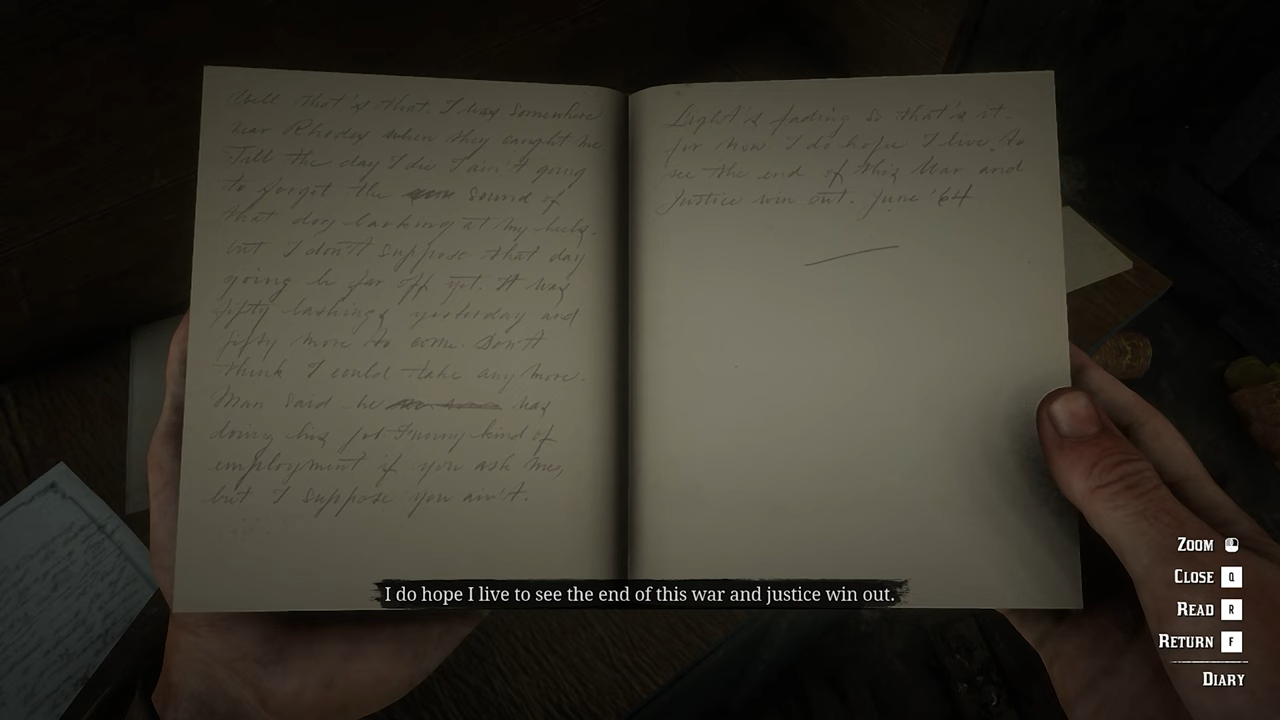 Well that's that. I was somewhere
near Rhodes when they caught me.
Till the day I die I ain't going
to forget the sound of
that dog barking at my heels.
but I don't suppose that day
going be far off yet. It was
fifty lashings yesterday and
fifty more to come. Don't
think I could take any more.
Man said he was
doing his job Funny kind of
employment if you ask me,
but I suppose you ain't.
Light is fading so that's it
for now I do hope I live to
see the end of this War and
Justice win out. June '64
I do hope I live to see the end of this war and justice win out.
ZOOM
CLOSE Q
READ R
RETURN F
DIARY